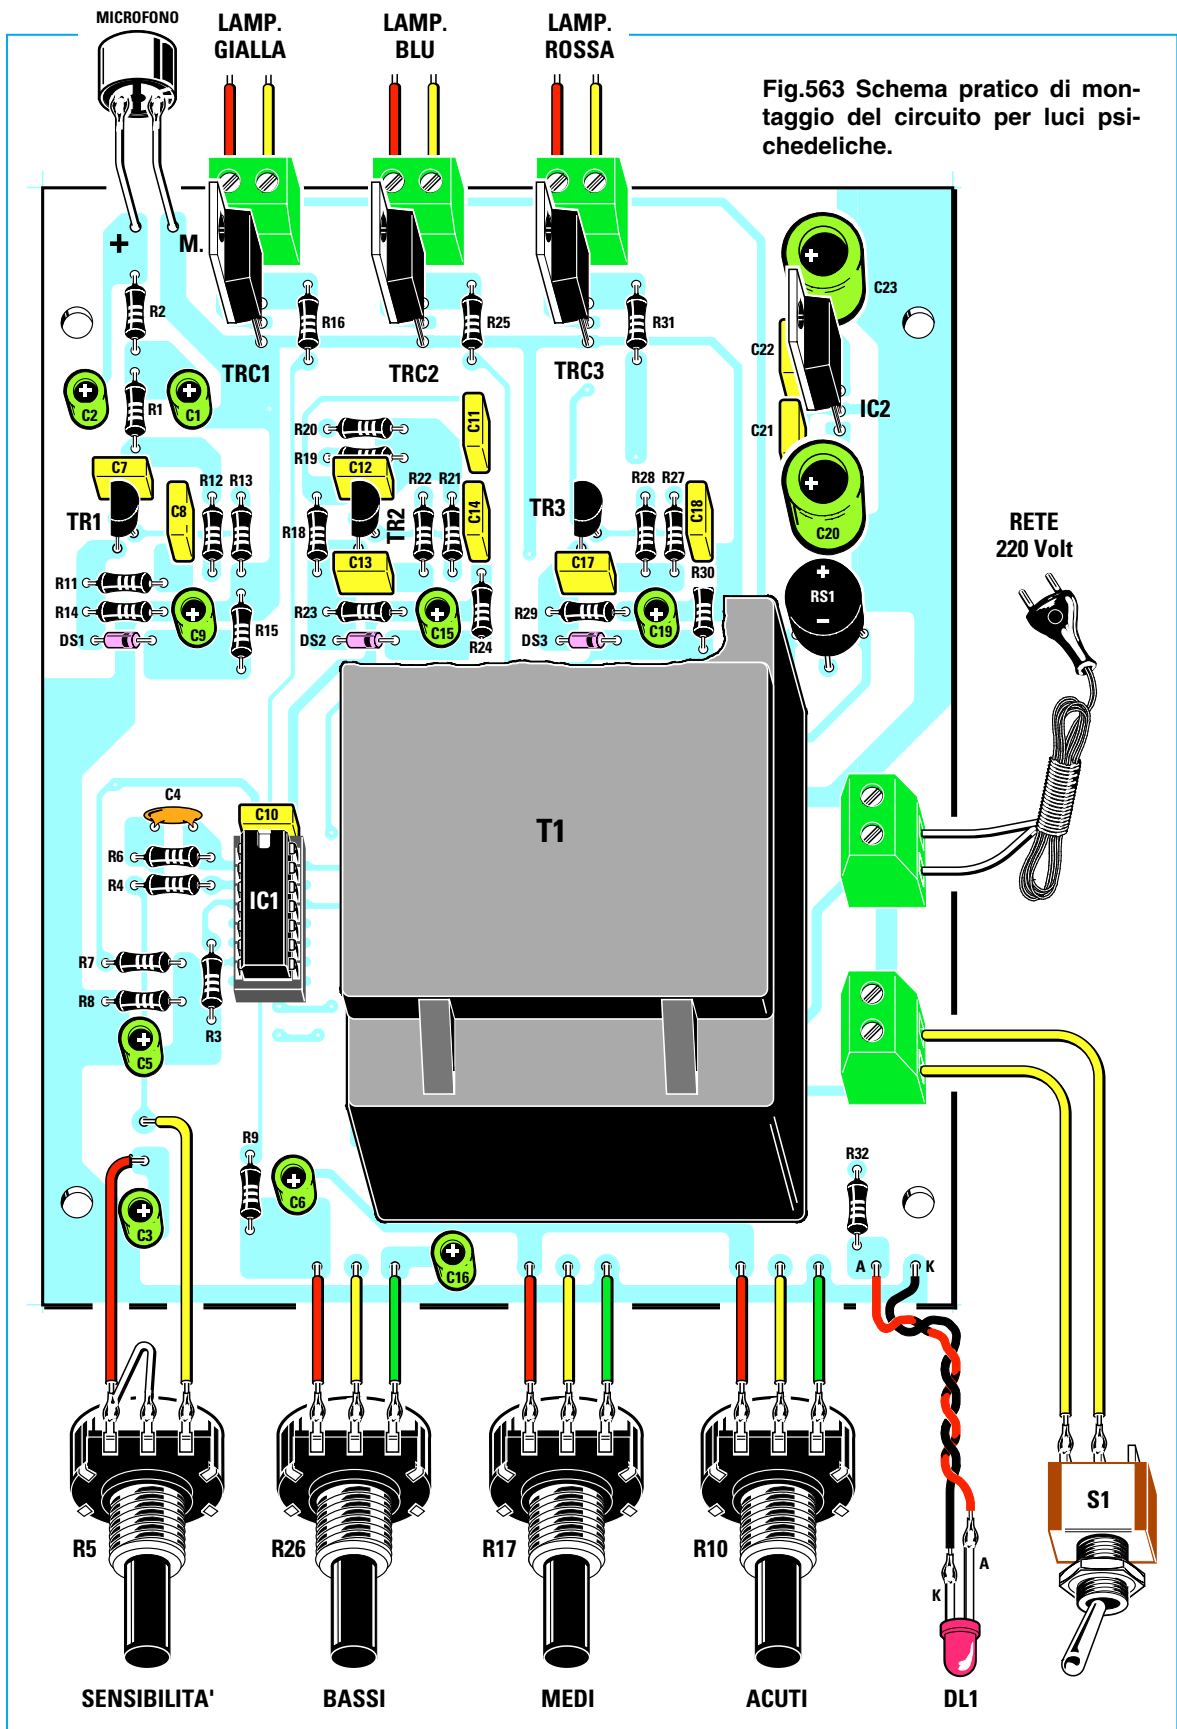 MICROFONO
LAMP.
GIALLA
LAMP.
BLU
LAMP.
ROSSA
Fig.563 Schema pratico di mon-
taggio del circuito per luci psi-
chedeliche.
+ M.
R2
R16
R25
R31
C23
C22
TRC1
TRC2
TRC3
IC2
C2
R1
C1
R20
C11
C21
R19
C7
C12
R12 R13
R22 R21
R28 R27
TR1
C8
R18
TR2
C14
TR3
C18
C20
RETE
220 Volt
C13
C17
R11
R30
+
RS1
-
R14
C9
R15
R23
C15
R24
R29
C19
DS1
DS2
DS3
C4
C10
T1
R6
R4
IC1
R7
R8
R3
C5
R9
R32
C6
C3
C16
A
K
R5
R26
R17
R10
S1
A
K
SENSIBILITA'
BASSI
MEDI
ACUTI
DL1